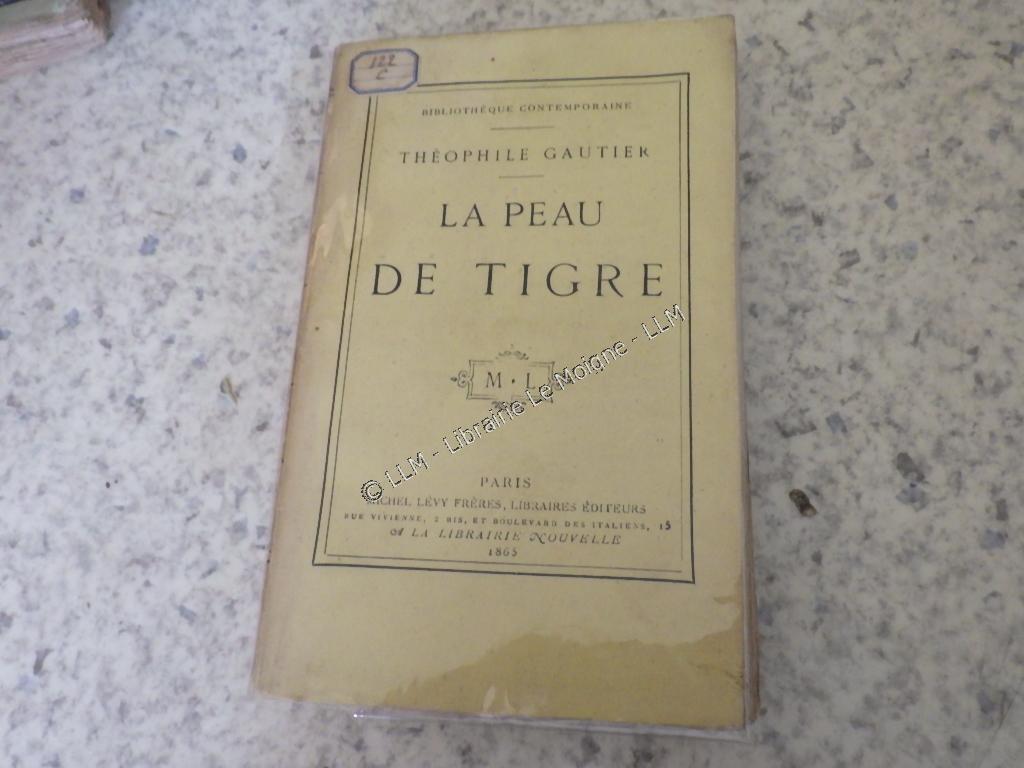 122
C
BIBLIOTHÈQUE CONTEMPORAINE
THÉOPHILE GAUTIER
LA PEAU
DE TIGRE
M · L
© LLM - Librairie Le Moigne - LLM
PARIS
MICHEL LÉVY FRÈRES, LIBRAIRES ÉDITEURS
RUE VIVIENNE, 2 BIS, ET BOULEVARD DES ITALIENS, 15
A LA LIBRAIRIE NOUVELLE
1865